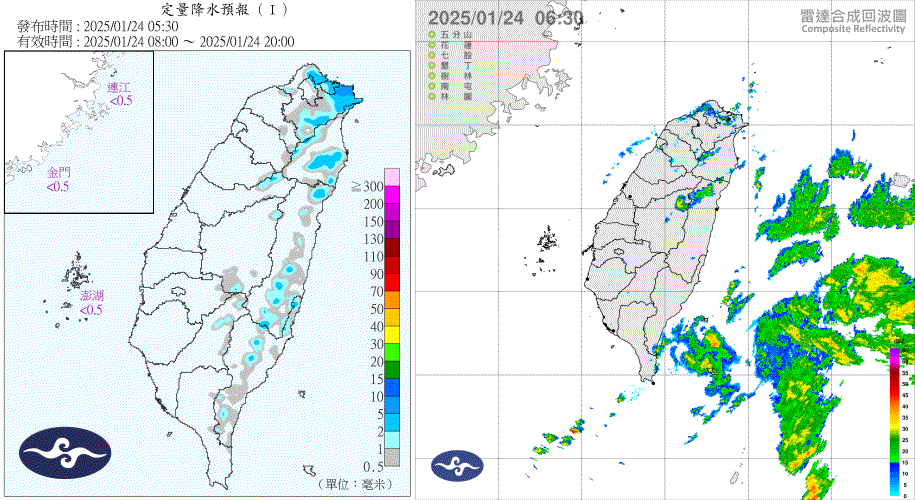 定量降水預報（Ⅰ）
發布時間：2025/01/24 05:30
有效時間：2025/01/24 08:00 ～ 2025/01/24 20:00
連江
<0.5
金門
<0.5
澎湖
<0.5
≧
300
200
150
130
110
90
70
50
40
30
20
15
10
5
2
1
0.5
（單位：毫米）
2025/01/24 06:30
雷達合成回波圖
Composite Reflectivity
五分山
花蓮
七股
墾丁
樹林
南屯
林園
55
50
45
40
35
30
25
20
15
10
5
0